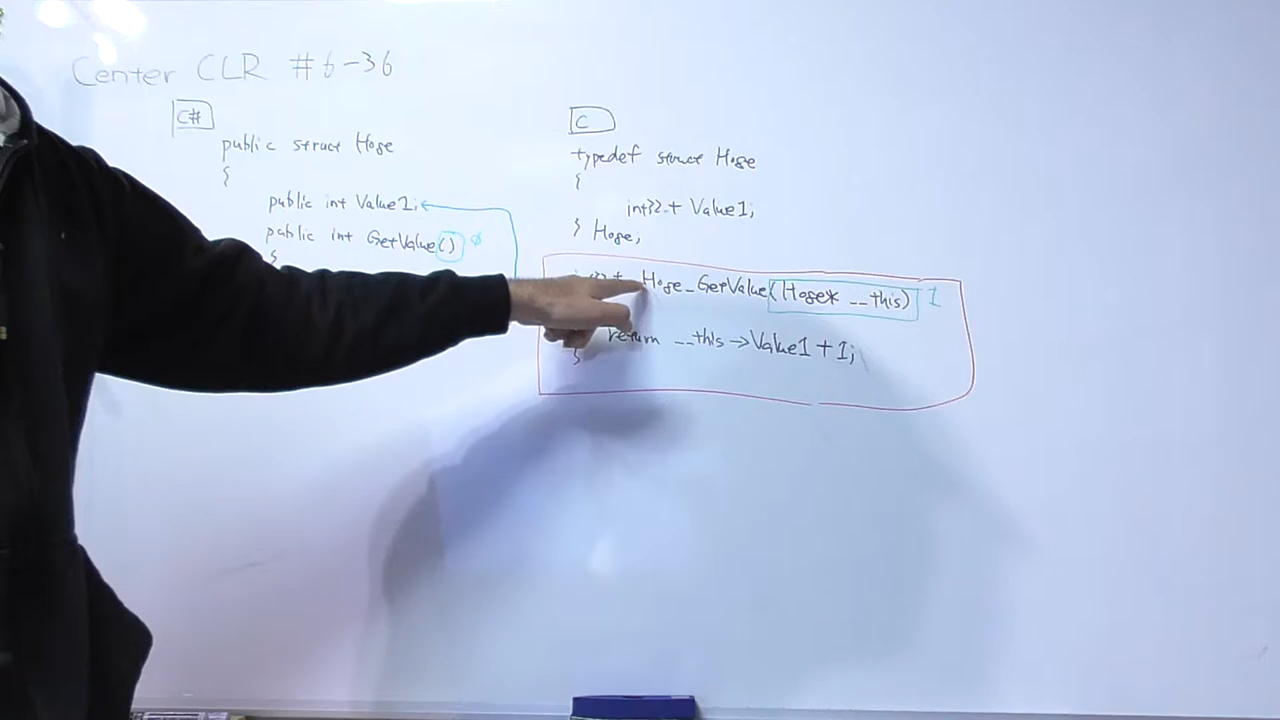 Center CLR #6-36
C#
public struct Hoge
{
public int Value1;
public int GetValue() 0
{
C
typedef struct Hoge
{
int32_t Value1;
} Hoge;
Hoge_GetValue(Hoge* __this) 1
return __this->Value1 + 1;
}